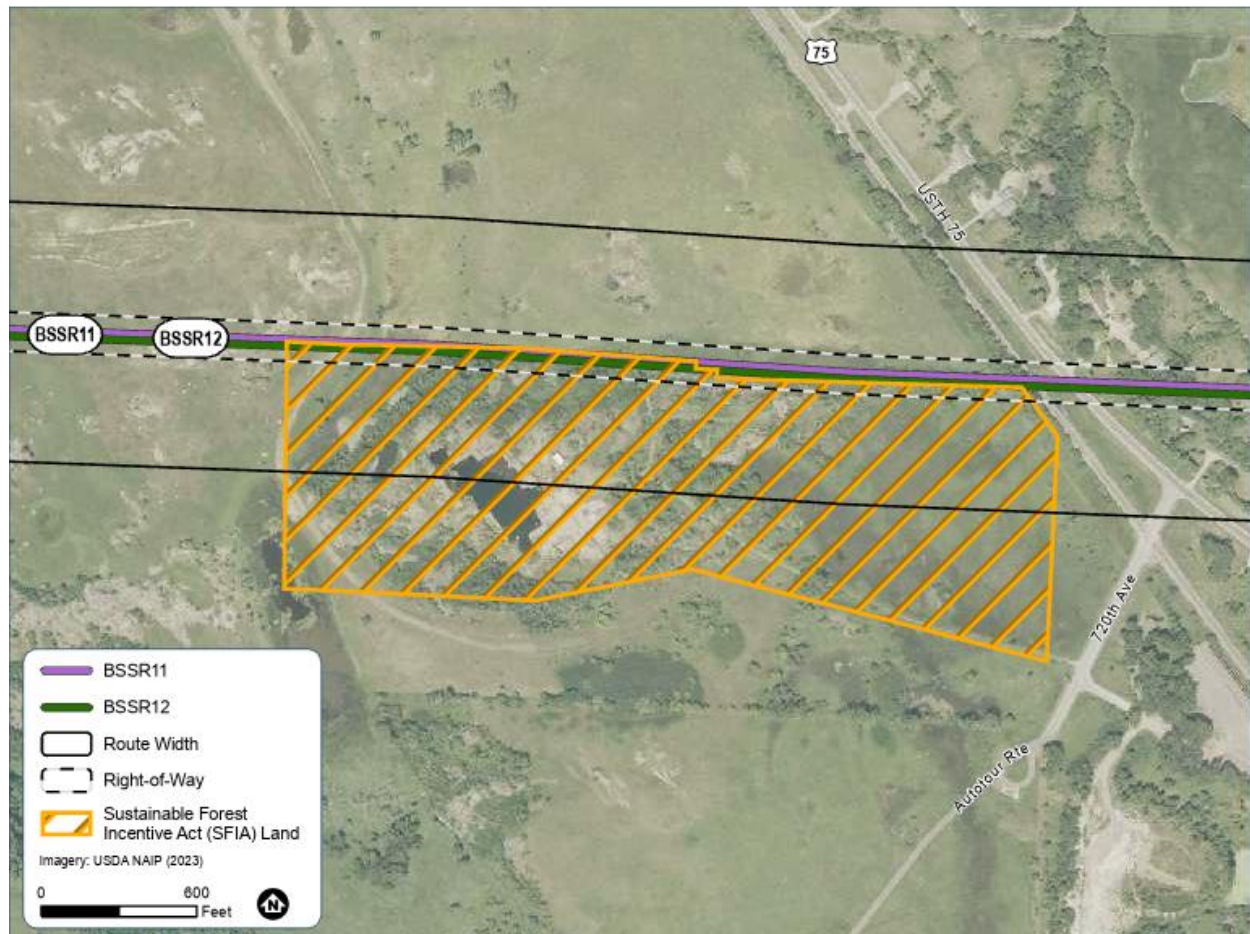 75
USTH 75
BSSR11
BSSR12
720th Ave
Autotour Rte
BSSR11
BSSR12
Route Width
Right-of-Way
Sustainable Forest
Incentive Act (SFIA) Land
Imagery: USDA NAIP (2023)
0
600
Feet
N